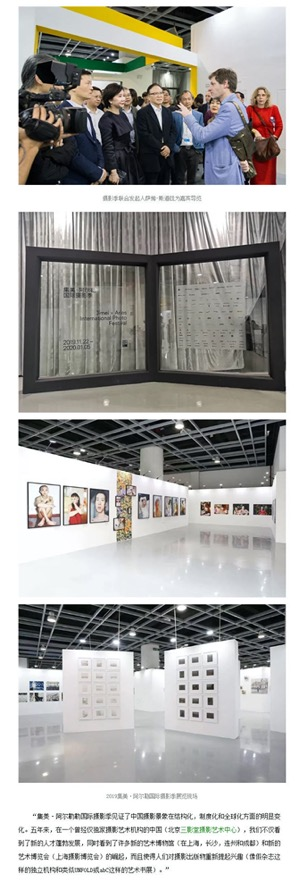 摄影季联合发起人萨姆·斯道兹为嘉宾导览
集美·阿尔勒
国际摄影季
Jimei x Arles
International Photo
Festival
2019.11.22 -
2020.01.05
2019集美·阿尔勒国际摄影季展览现场
“集美·阿尔勒国际摄影季见证了中国摄影景象在结构化，制度化和全球化方面的明显变
化。五年来，在一个曾经仅独家摄影艺术机构的中国（北京三影堂摄影艺术中心），我们不仅看
到了新的人才蓬勃发展，同时看到了许多新的艺术博物馆（在上海，长沙，连州和成都）和新的
艺术博览会（上海摄影博览会）的崛起，而且使得人们对摄影出版物重新提起兴趣（像假杂志这
样的独立机构和类似UNFOLD或abC这样的艺术书展）。”